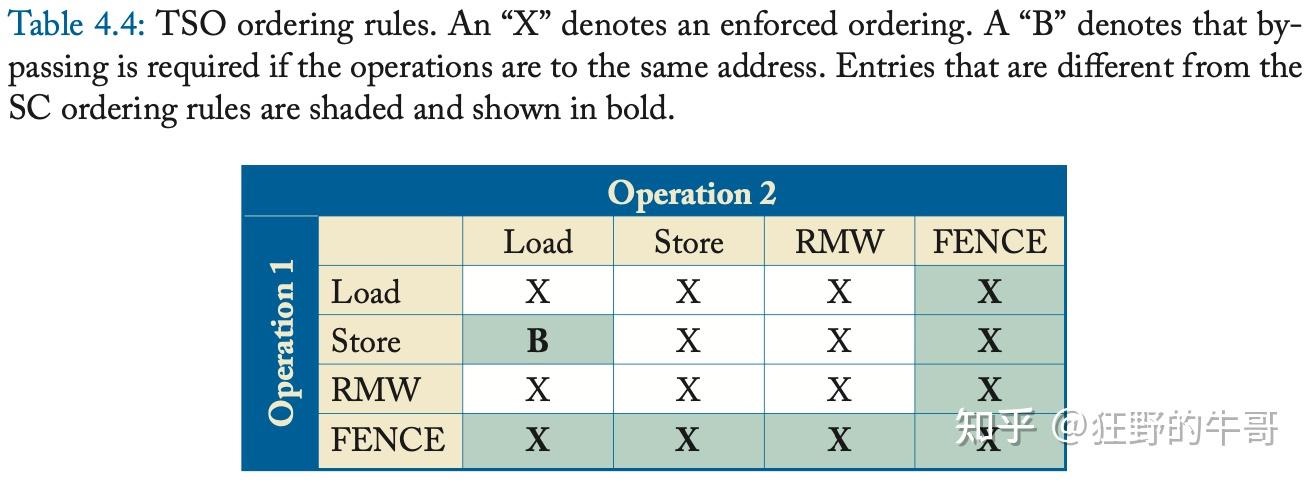 Table 4.4: TSO ordering rules. An “X” denotes an enforced ordering. A “B” denotes that by-
passing is required if the operations are to the same address. Entries that are different from the
SC ordering rules are shaded and shown in bold.
Operation 2
Operation 1
Load Store RMW FENCE
Load X X X X
Store B X X X
RMW X X X X
FENCE X X X X
知乎 @狂野的牛哥